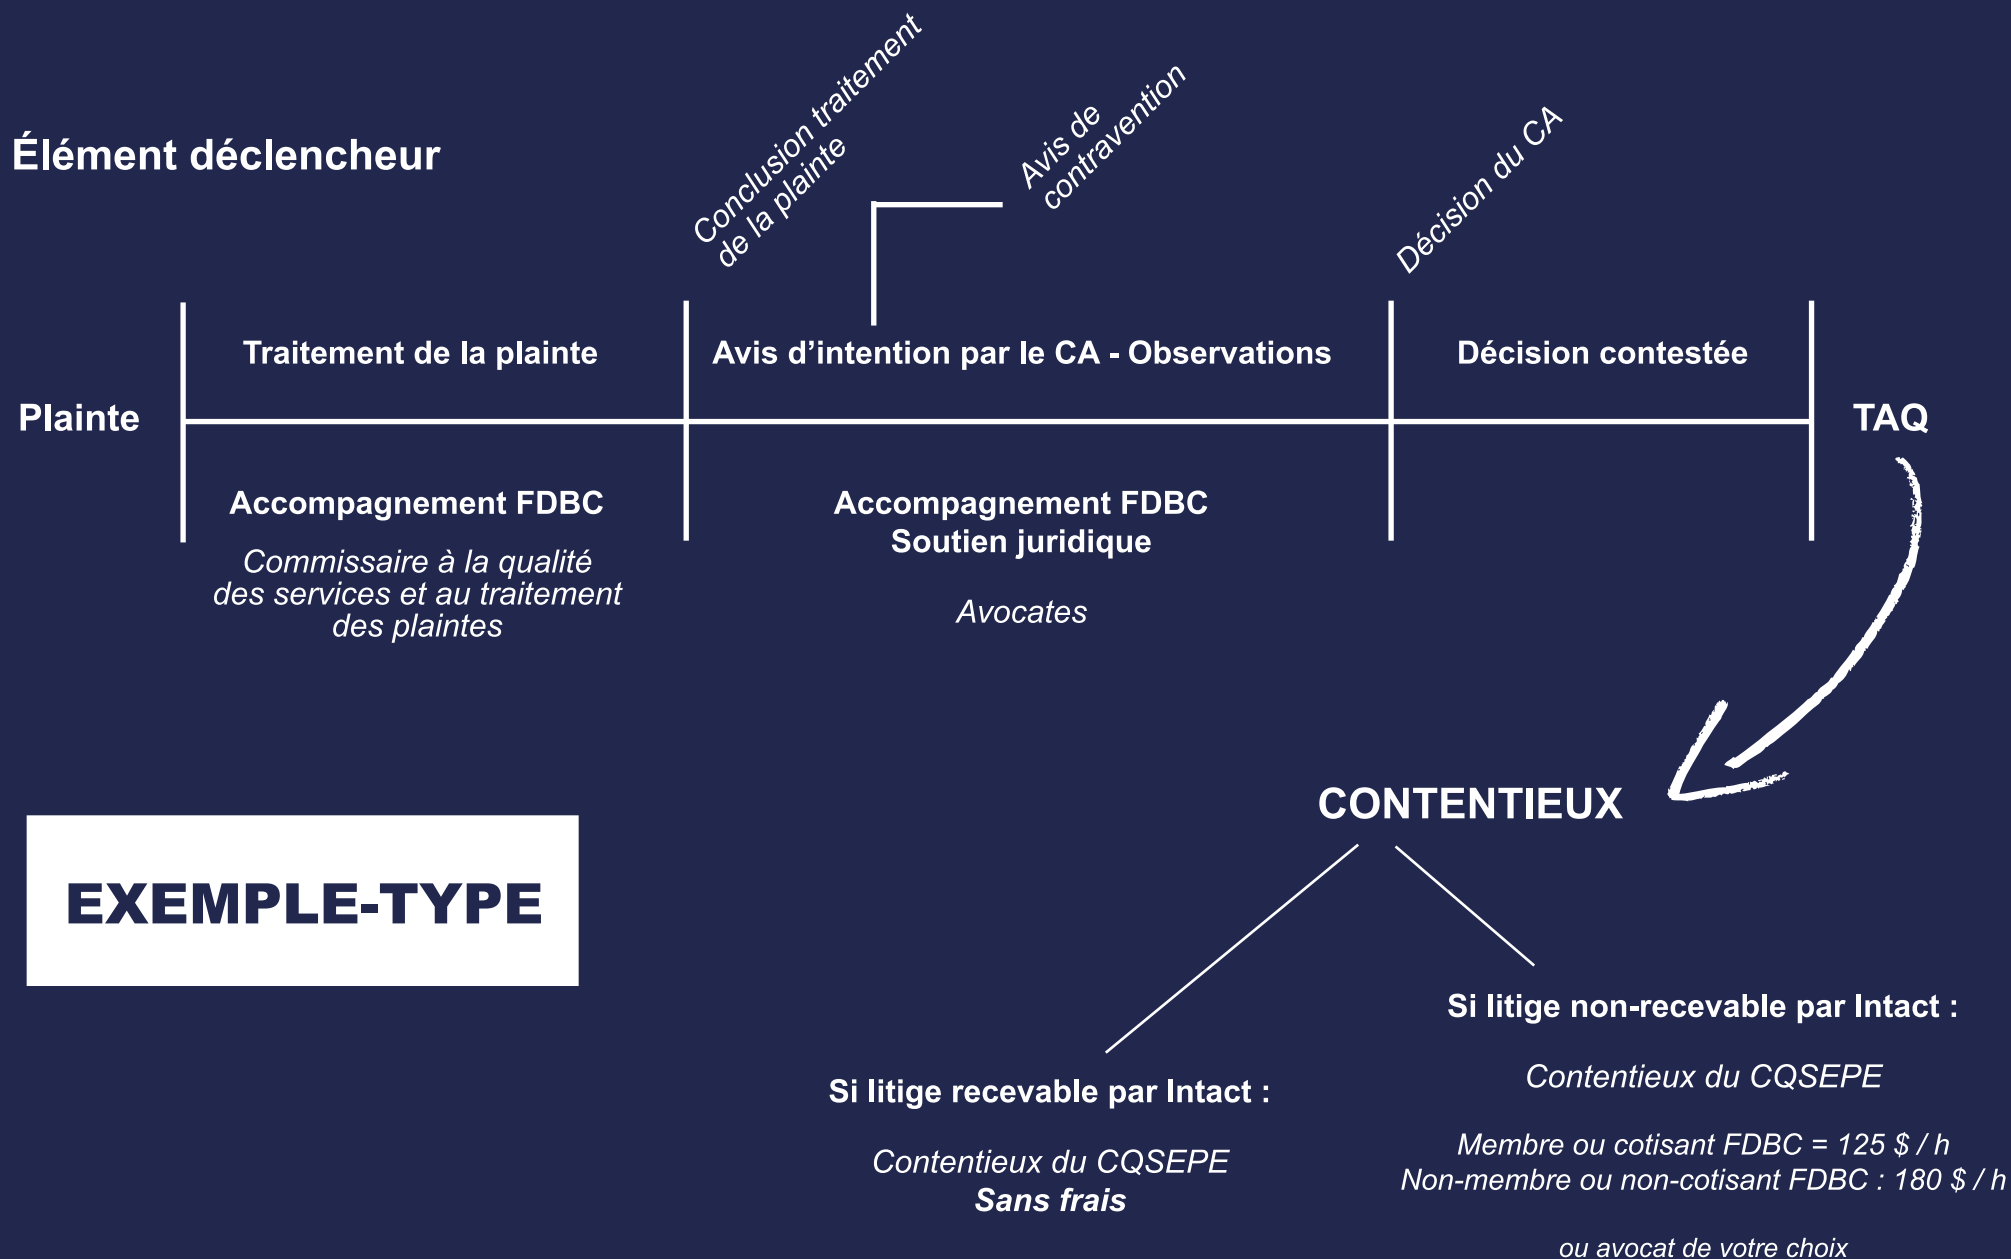 Élément déclencheur
Conclusion traitement
de la plainte
Avis de
contravention
Décision du CA
Traitement de la plainte
Avis d’intention par le CA - Observations
Décision contestée
Plainte
TAQ
Accompagnement FDBC
Commissaire à la qualité
des services et au traitement
des plaintes
Accompagnement FDBC
Soutien juridique
Avocates
CONTENTIEUX
EXEMPLE-TYPE
Si litige recevable par Intact :
Contentieux du CQSEPE
Sans frais
Si litige non-recevable par Intact :
Contentieux du CQSEPE
Membre ou cotisant FDBC = 125 $ / h
Non-membre ou non-cotisant FDBC : 180 $ / h
ou avocat de votre choix